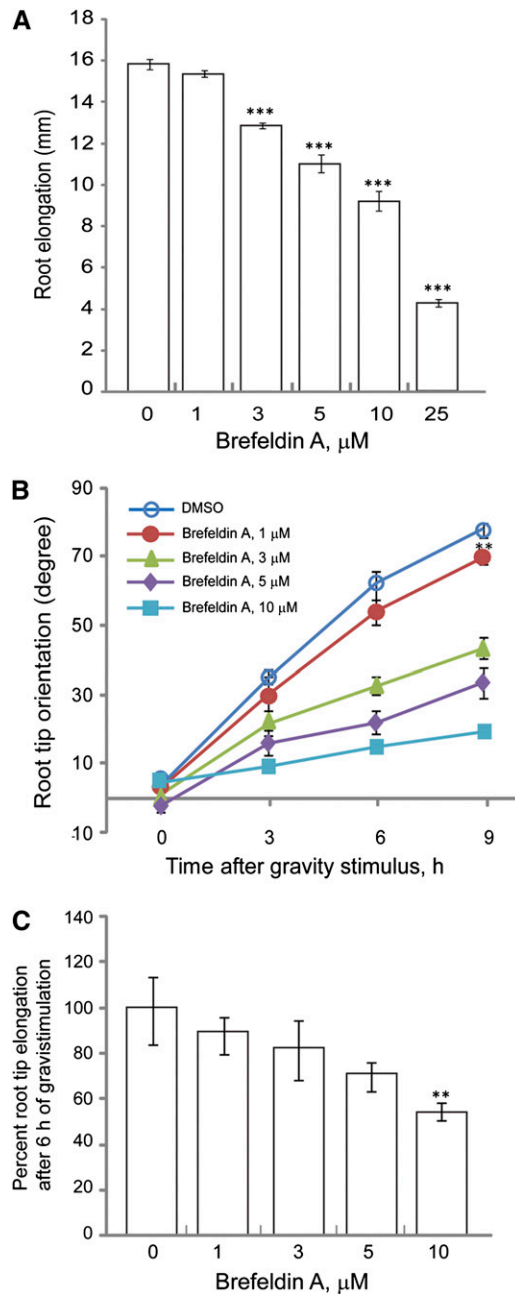 A
18
16
14
12
10
8
6
4
2
0
Root elongation (mm)
***
***
***
***
0 1 3 5 10 25
Brefeldin A, µM
B
90
70
50
30
10
-10
Root tip orientation (degree)
DMSO
Brefeldin A, 1 µM
Brefeldin A, 3 µM
Brefeldin A, 5 µM
Brefeldin A, 10 µM
**
0 3 6 9
Time after gravity stimulus, h
C
140
120
100
80
60
40
20
0
Percent root tip elongation
after 6 h of gravistimulation
**
0 1 3 5 10
Brefeldin A, µM